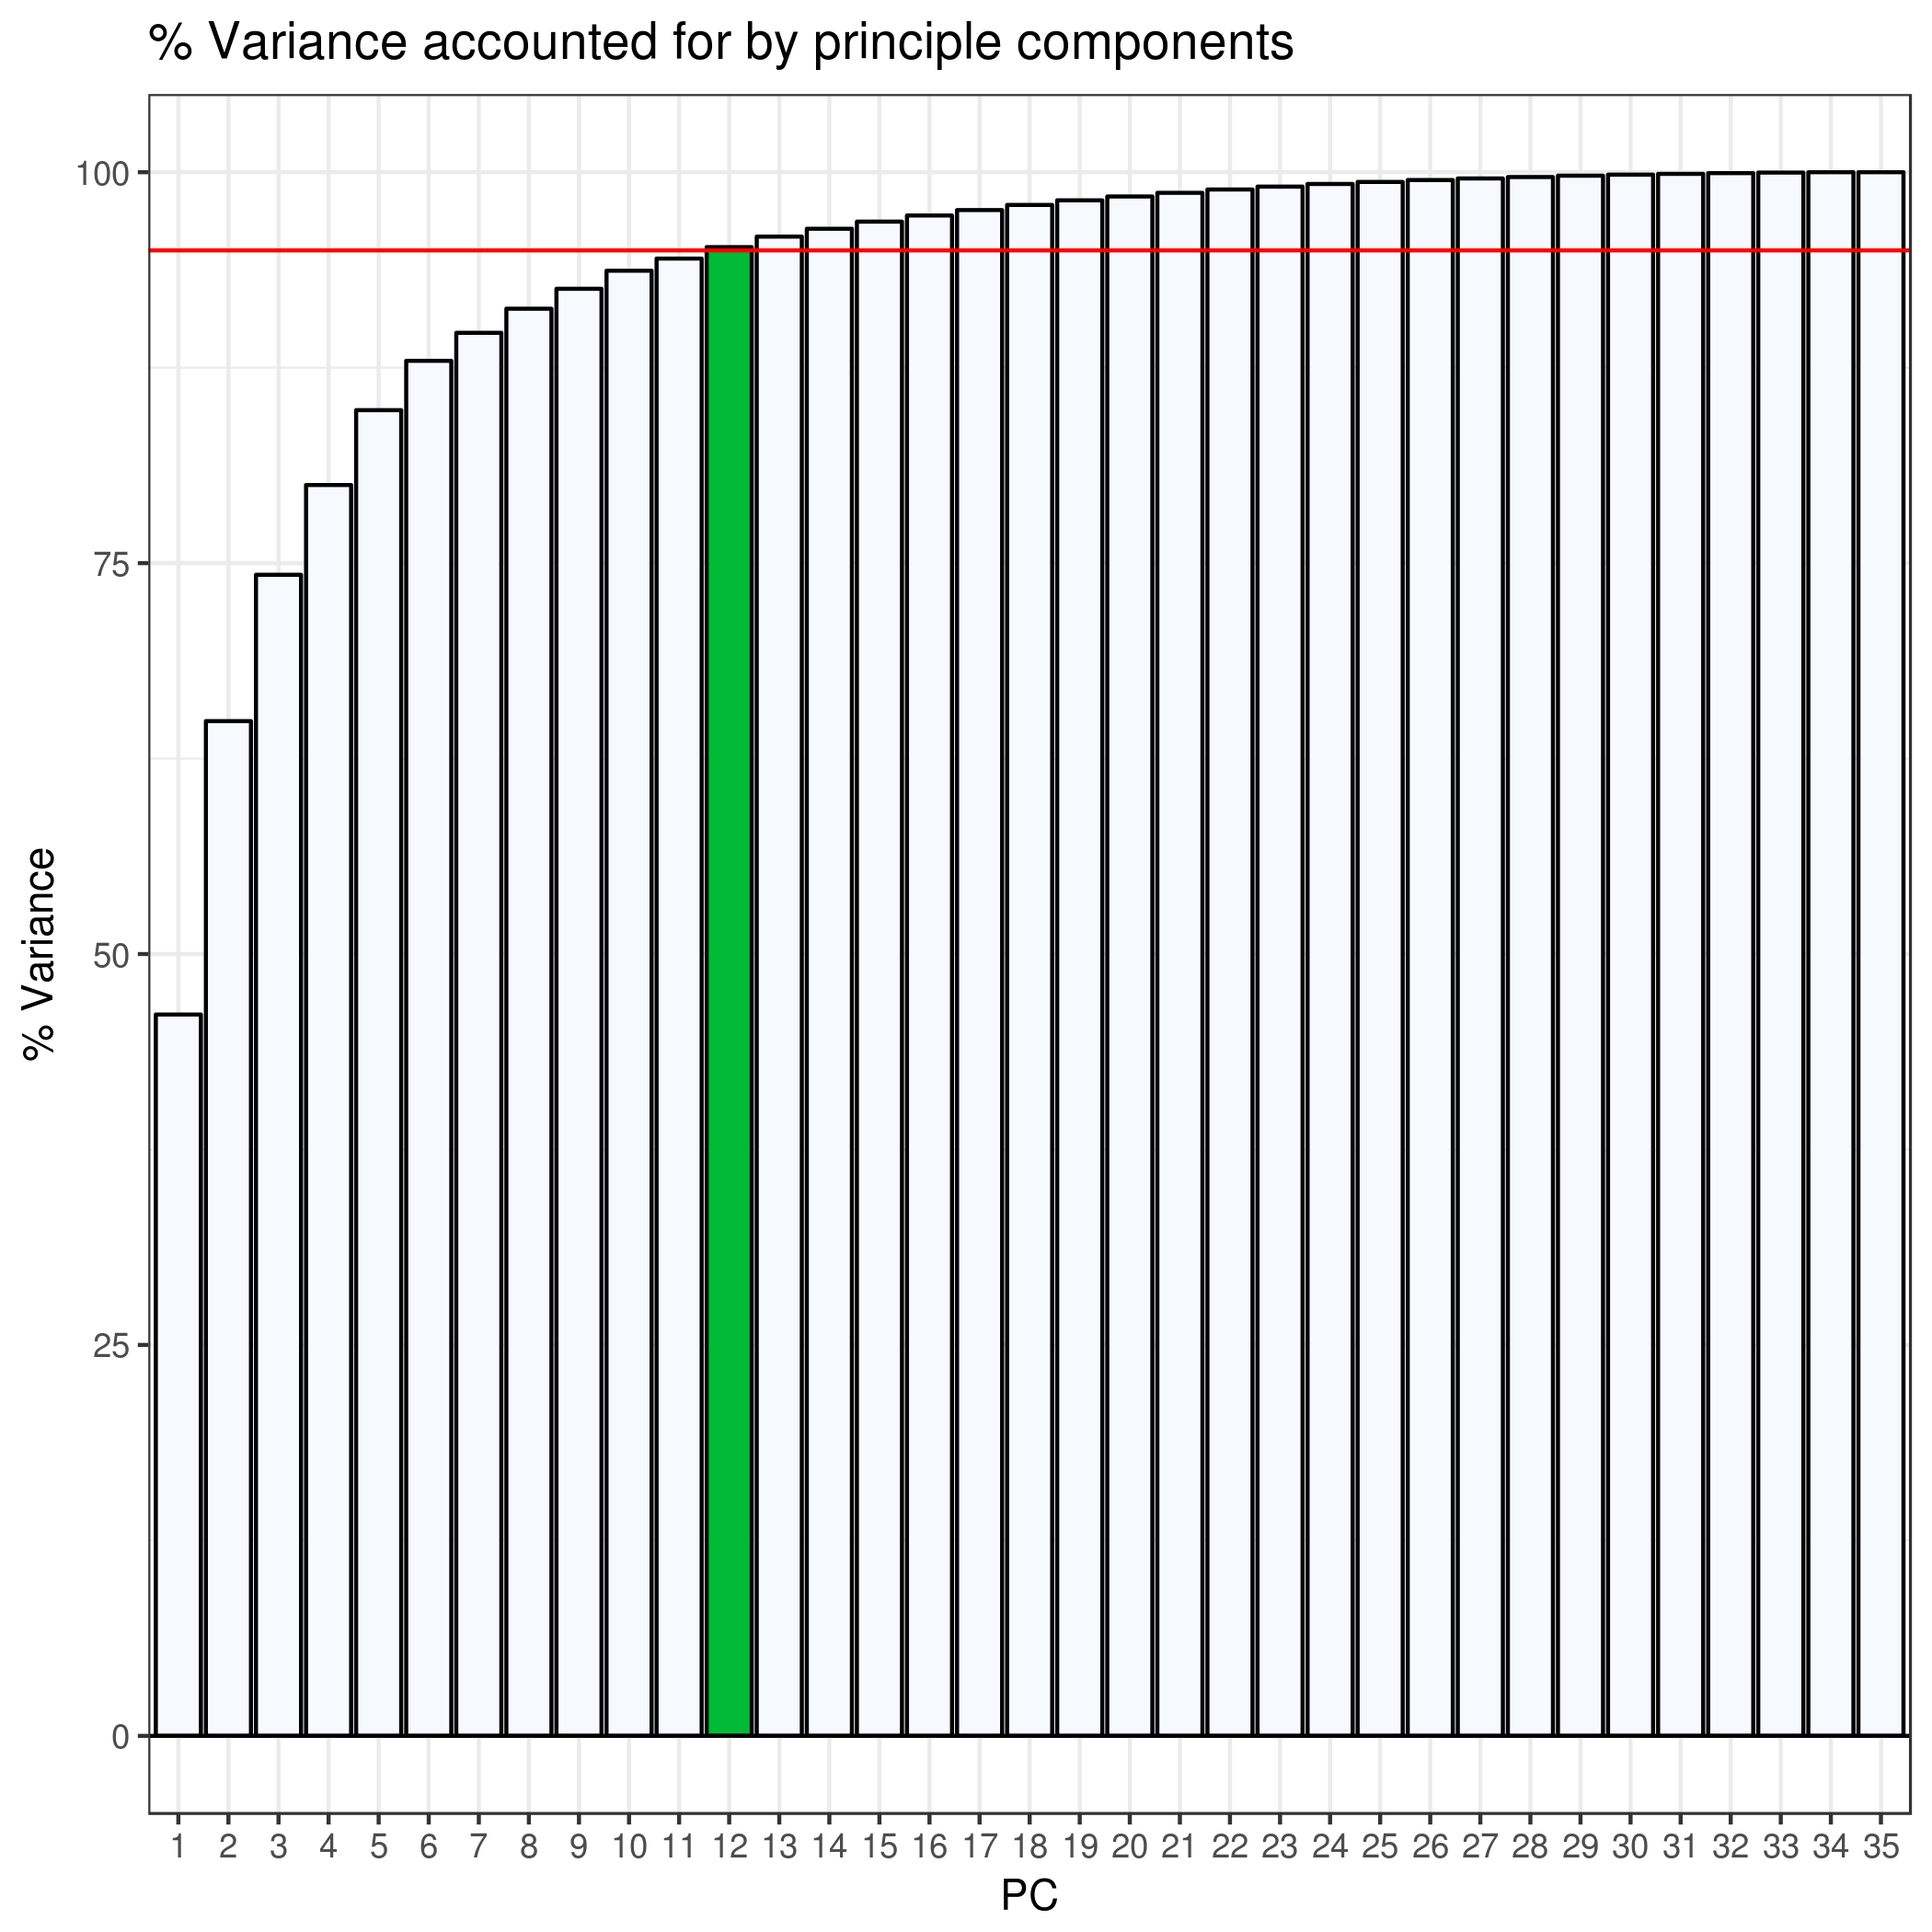 % Variance accounted for by principle components
% Variance
100
75
50
25
0
1 2 3 4 5 6 7 8 9 10 11 12 13 14 15 16 17 18 19 20 21 22 23 24 25 26 27 28 29 30 31 32 33 34 35
PC